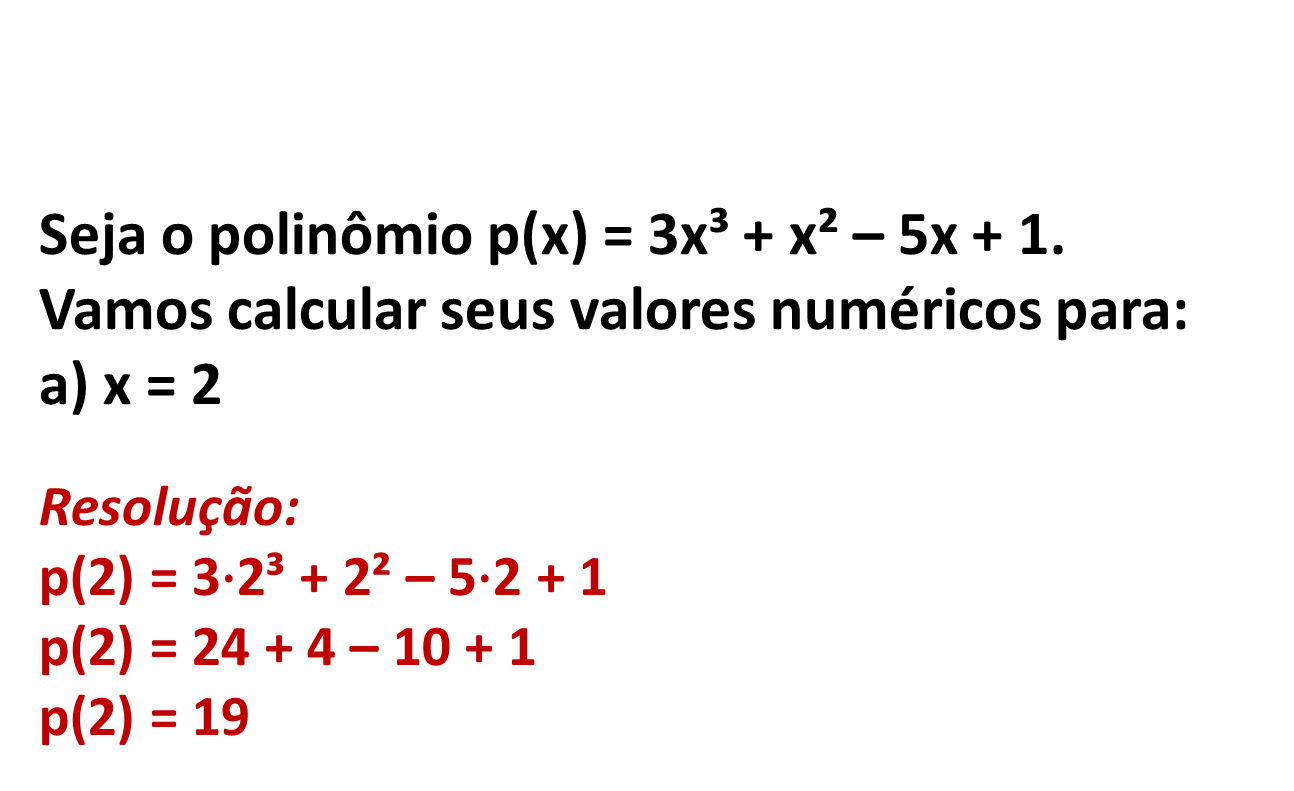 Seja o polinômio p(x) = 3x³ + x² – 5x + 1.
Vamos calcular seus valores numéricos para:
a) x = 2
Resolução:
p(2) = 3·2³ + 2² – 5·2 + 1
p(2) = 24 + 4 – 10 + 1
p(2) = 19